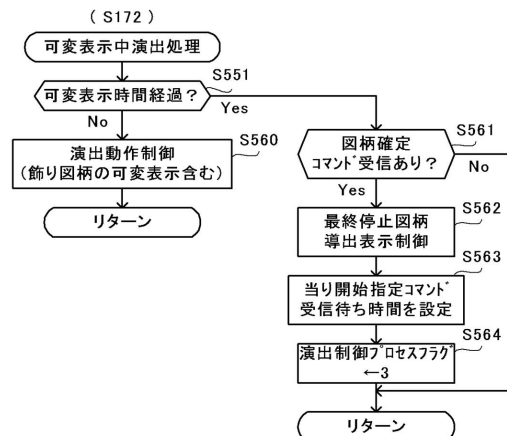 ( S172 )
可変表示中演出処理
S551
可変表示時間経過？
No
Yes
S560
演出動作制御
(飾り図柄の可変表示含む)
リターン
S561
図柄確定
ｺﾏﾝﾄﾞ受信あり？
No
Yes
S562
最終停止図柄
導出表示制御
S563
当り開始指定ｺﾏﾝﾄﾞ
受信待ち時間を設定
S564
演出制御ﾌﾟﾛｾｽﾌﾗｸﾞ
←3
リターン